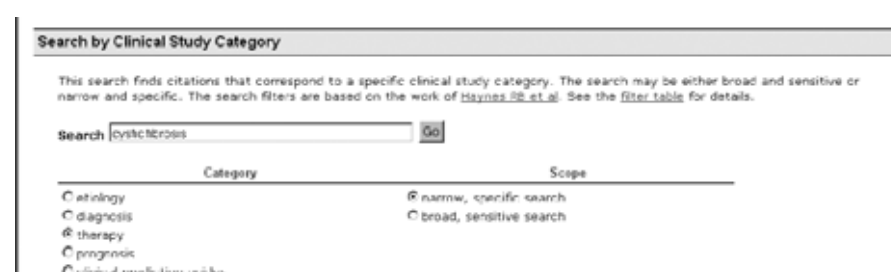 Search by Clinical Study Category
This search finds citations that correspond to a specific clinical study category. The search may be either broad and sensitive or
narrow and specific. The search filters are based on the work of Haynes RB et al. See the filter table for details.
Search cystic fibrosis Go
Category Scope
etiology narrow, specific search
diagnosis broad, sensitive search
therapy
prognosis